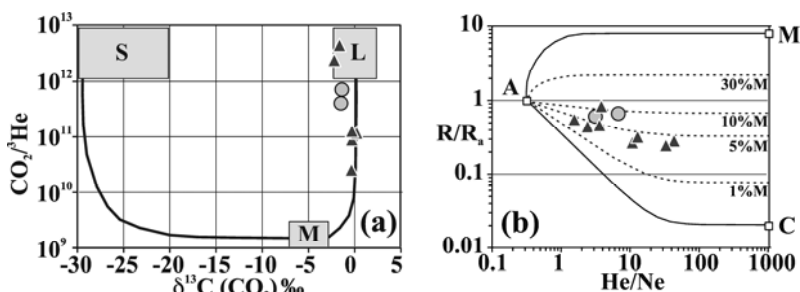 10¹³
10¹²
10¹¹
10¹⁰
10⁹
CO₂/³He
S
L
M
(a)
-30 -25 -20 -15 -10 -5 0 5
δ¹³C (CO₂)‰
10
1
0.1
0.01
R/Rₐ
A
M
30%M
10%M
5%M
1%M
C
(b)
0.1 1 10 100 1000
He/Ne